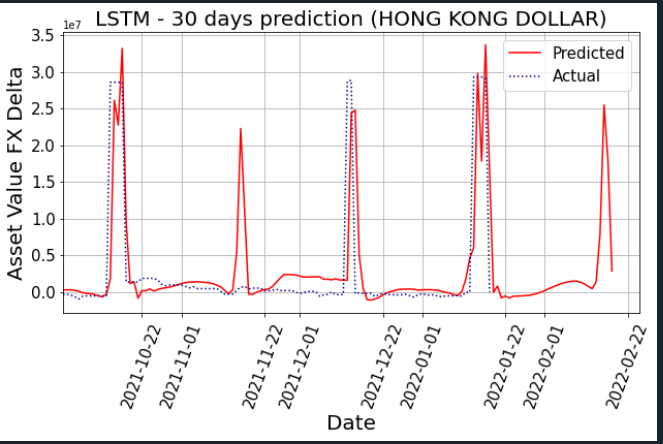 LSTM - 30 days prediction (HONG KONG DOLLAR)
1e7
3.5
3.0
2.5
2.0
1.5
1.0
0.5
0.0
Asset Value FX Delta
Predicted
Actual
2021-10-22
2021-11-01
2021-11-22
2021-12-01
2021-12-22
2022-01-01
2022-01-22
2022-02-01
2022-02-22
Date